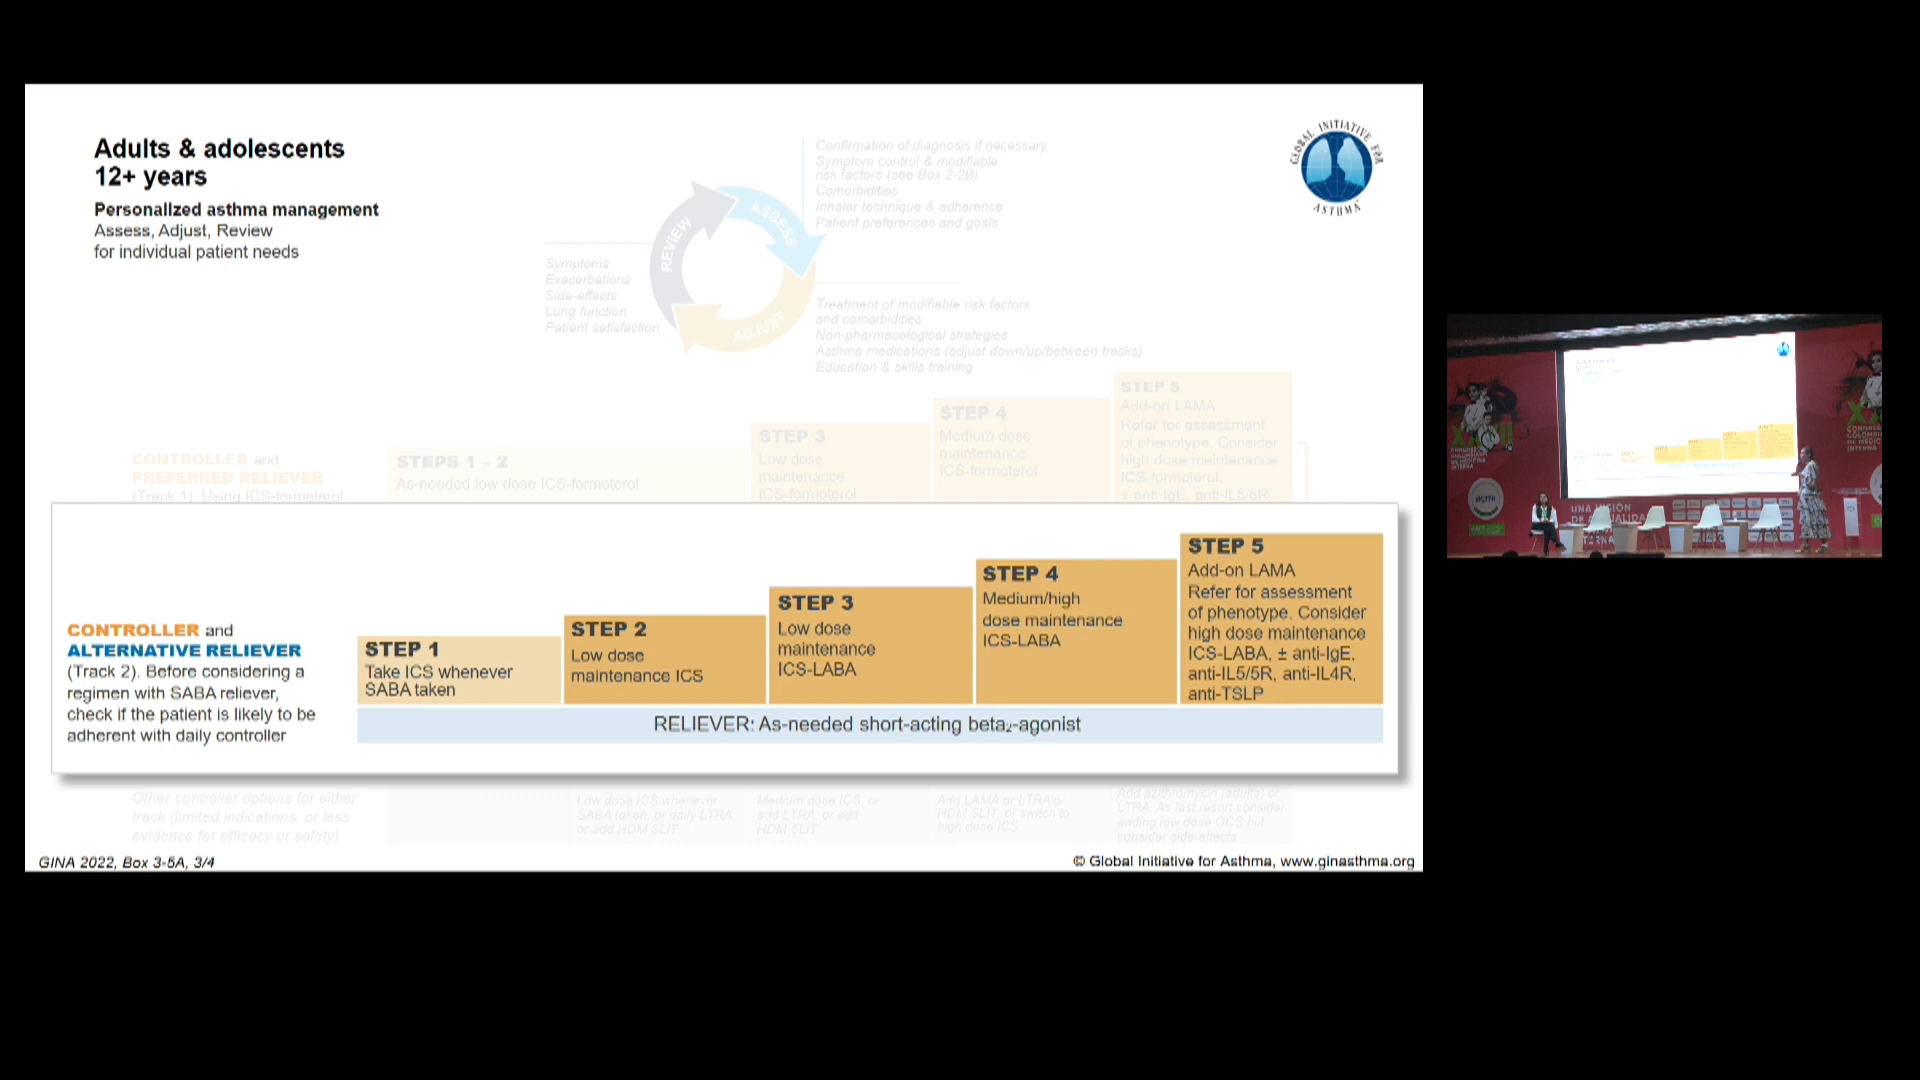 Adults & adolescents
12+ years
Personalized asthma management
Assess, Adjust, Review
for individual patient needs
GLOBAL INITIATIVE FOR
ASTHMA
REVIEW
ASSESS
ADJUST
Confirmation of diagnosis if necessary
Symptom control & modifiable
risk factors (see Box 2-2B)
Comorbidities
Inhaler technique & adherence
Patient preferences and goals
Symptoms
Exacerbations
Side-effects
Lung function
Patient satisfaction
Treatment of modifiable risk factors
and comorbidities
Non-pharmacological strategies
Asthma medications (adjust down/up/between tracks)
Education & skills training
CONTROLLER and
PREFERRED RELIEVER
(Track 1). Using ICS-formoterol
STEPS 1 – 2
As-needed low dose ICS-formoterol
STEP 3
Low dose
maintenance
ICS-formoterol
STEP 4
Medium dose
maintenance
ICS-formoterol
STEP 5
Add-on LAMA
Refer for assessment
of phenotype. Consider
high dose maintenance
ICS-formoterol,
± anti-IgE, anti-IL5/5R,
CONTROLLER and
ALTERNATIVE RELIEVER
(Track 2). Before considering a
regimen with SABA reliever,
check if the patient is likely to be
adherent with daily controller
STEP 1
Take ICS whenever
SABA taken
STEP 2
Low dose
maintenance ICS
STEP 3
Low dose
maintenance
ICS-LABA
STEP 4
Medium/high
dose maintenance
ICS-LABA
STEP 5
Add-on LAMA
Refer for assessment
of phenotype. Consider
high dose maintenance
ICS-LABA, ± anti-IgE,
anti-IL5/5R, anti-IL4R,
anti-TSLP
RELIEVER: As-needed short-acting beta₂-agonist
Other controller options for either
track (limited indications, or less
evidence for efficacy or safety)
Low dose ICS whenever
SABA taken, or daily LTRA,
or add HDM SLIT
Medium dose ICS, or
add LTRA, or add
HDM SLIT
Add LAMA or LTRA or
HDM SLIT, or switch to
high dose ICS
Add azithromycin (adults) or
LTRA. As last resort consider
adding low dose OCS but
consider side-effects
GINA 2022, Box 3-5A, 3/4
© Global Initiative for Asthma, www.ginasthma.org